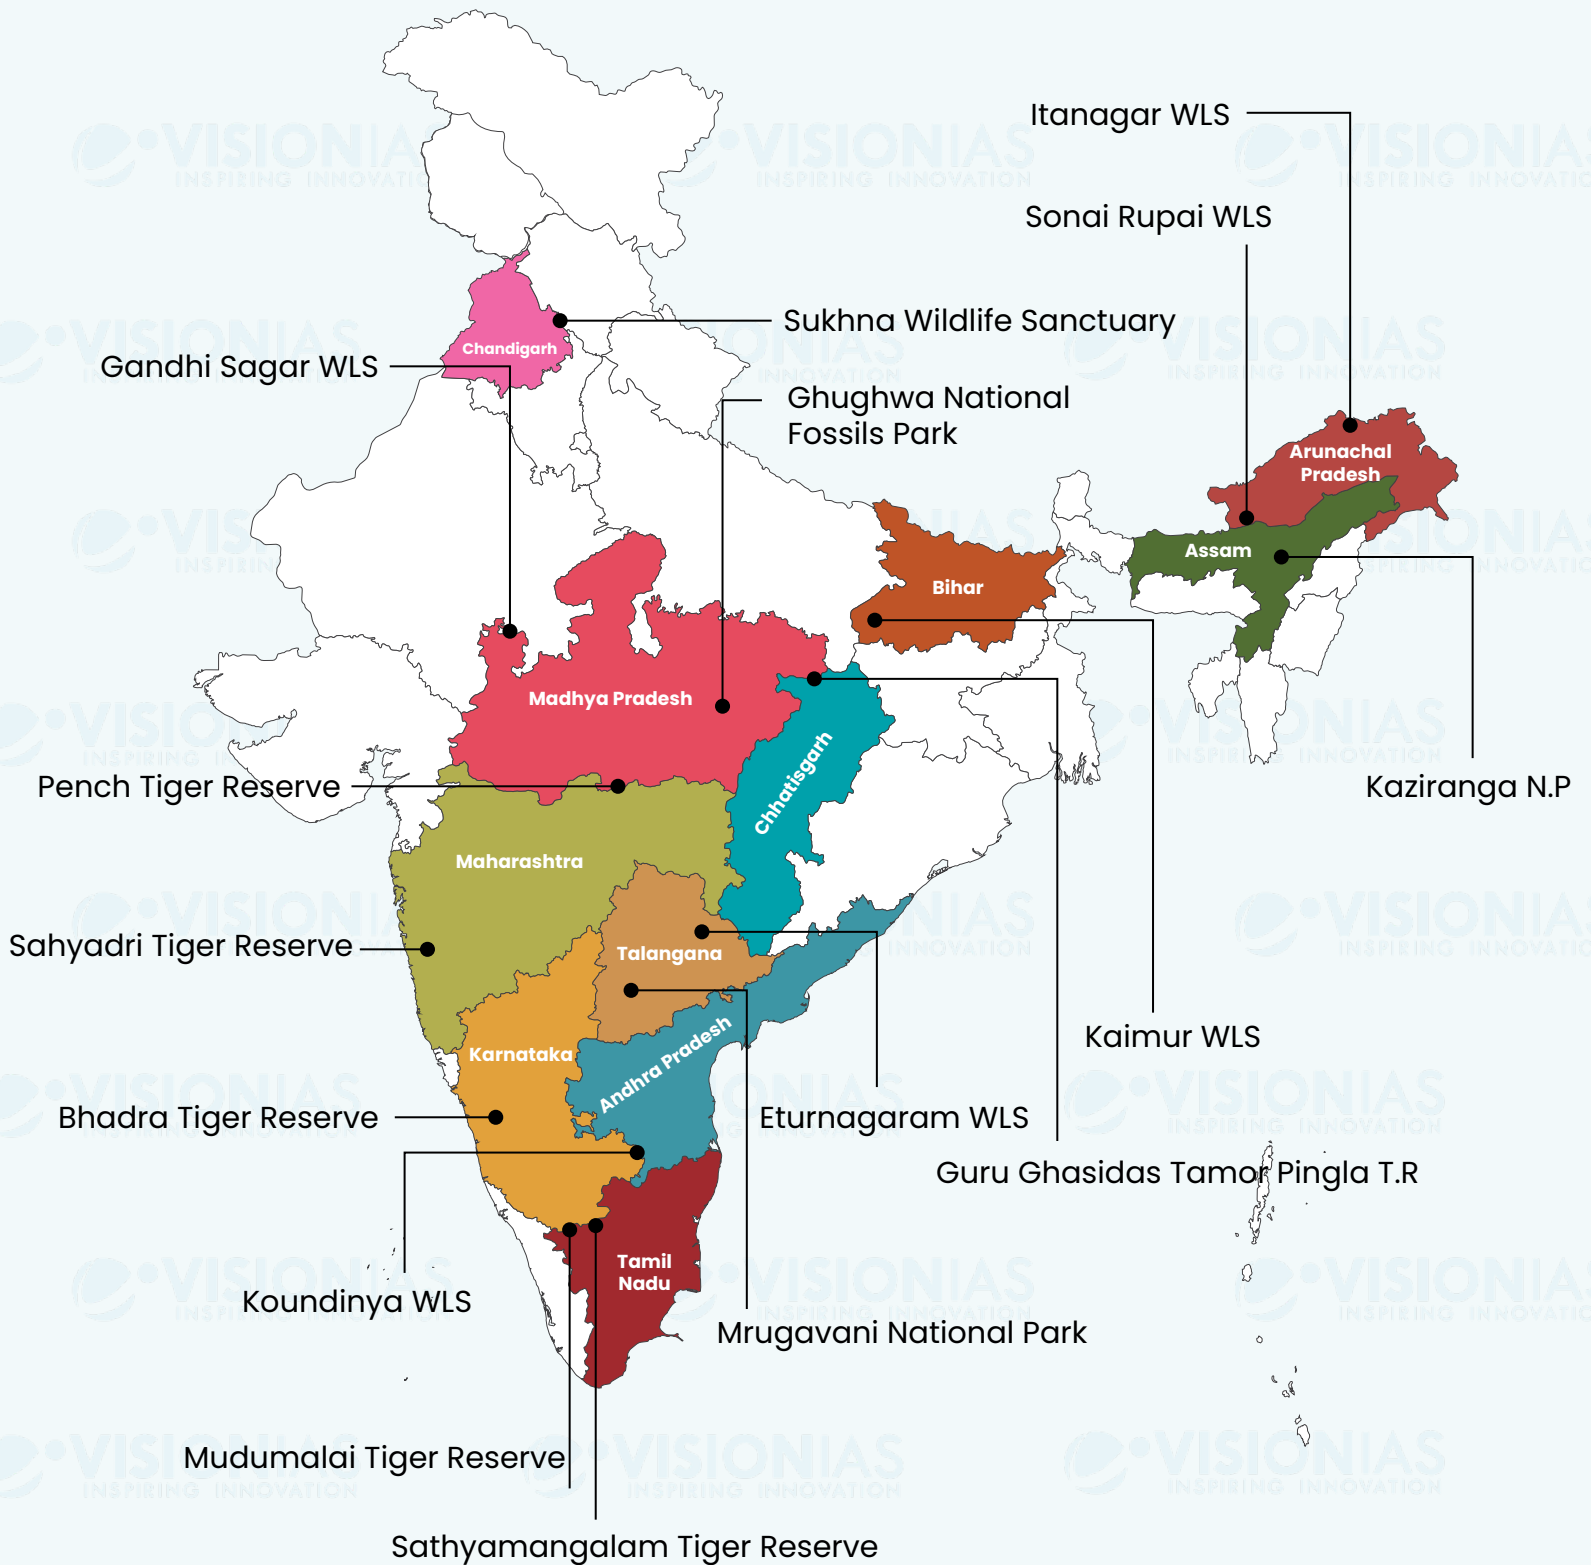 Itanagar WLS
Sonai Rupai WLS
Sukhna Wildlife Sanctuary
Chandigarh
Gandhi Sagar WLS
Ghughwa National
Fossils Park
Arunachal
Pradesh
Assam
Bihar
Madhya Pradesh
Chhatisgarh
Pench Tiger Reserve
Kaziranga N.P
Maharashtra
Sahyadri Tiger Reserve
Talangana
Kaimur WLS
Karnataka
Andhra Pradesh
Bhadra Tiger Reserve
Eturnagaram WLS
Guru Ghasidas Tamor Pingla T.R
Tamil
Nadu
Koundinya WLS
Mrugavani National Park
Mudumalai Tiger Reserve
Sathyamangalam Tiger Reserve
VISIONIAS
INSPIRING INNOVATION